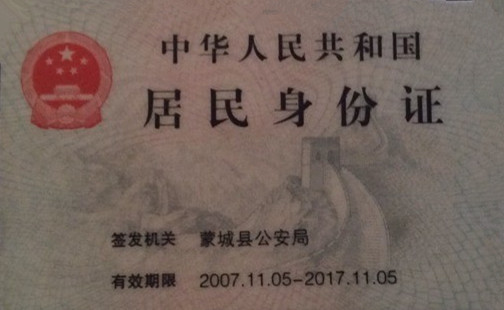 中华人民共和国
居民身份证
签发机关 蒙城县公安局
有效期限 2007.11.05-2017.11.05